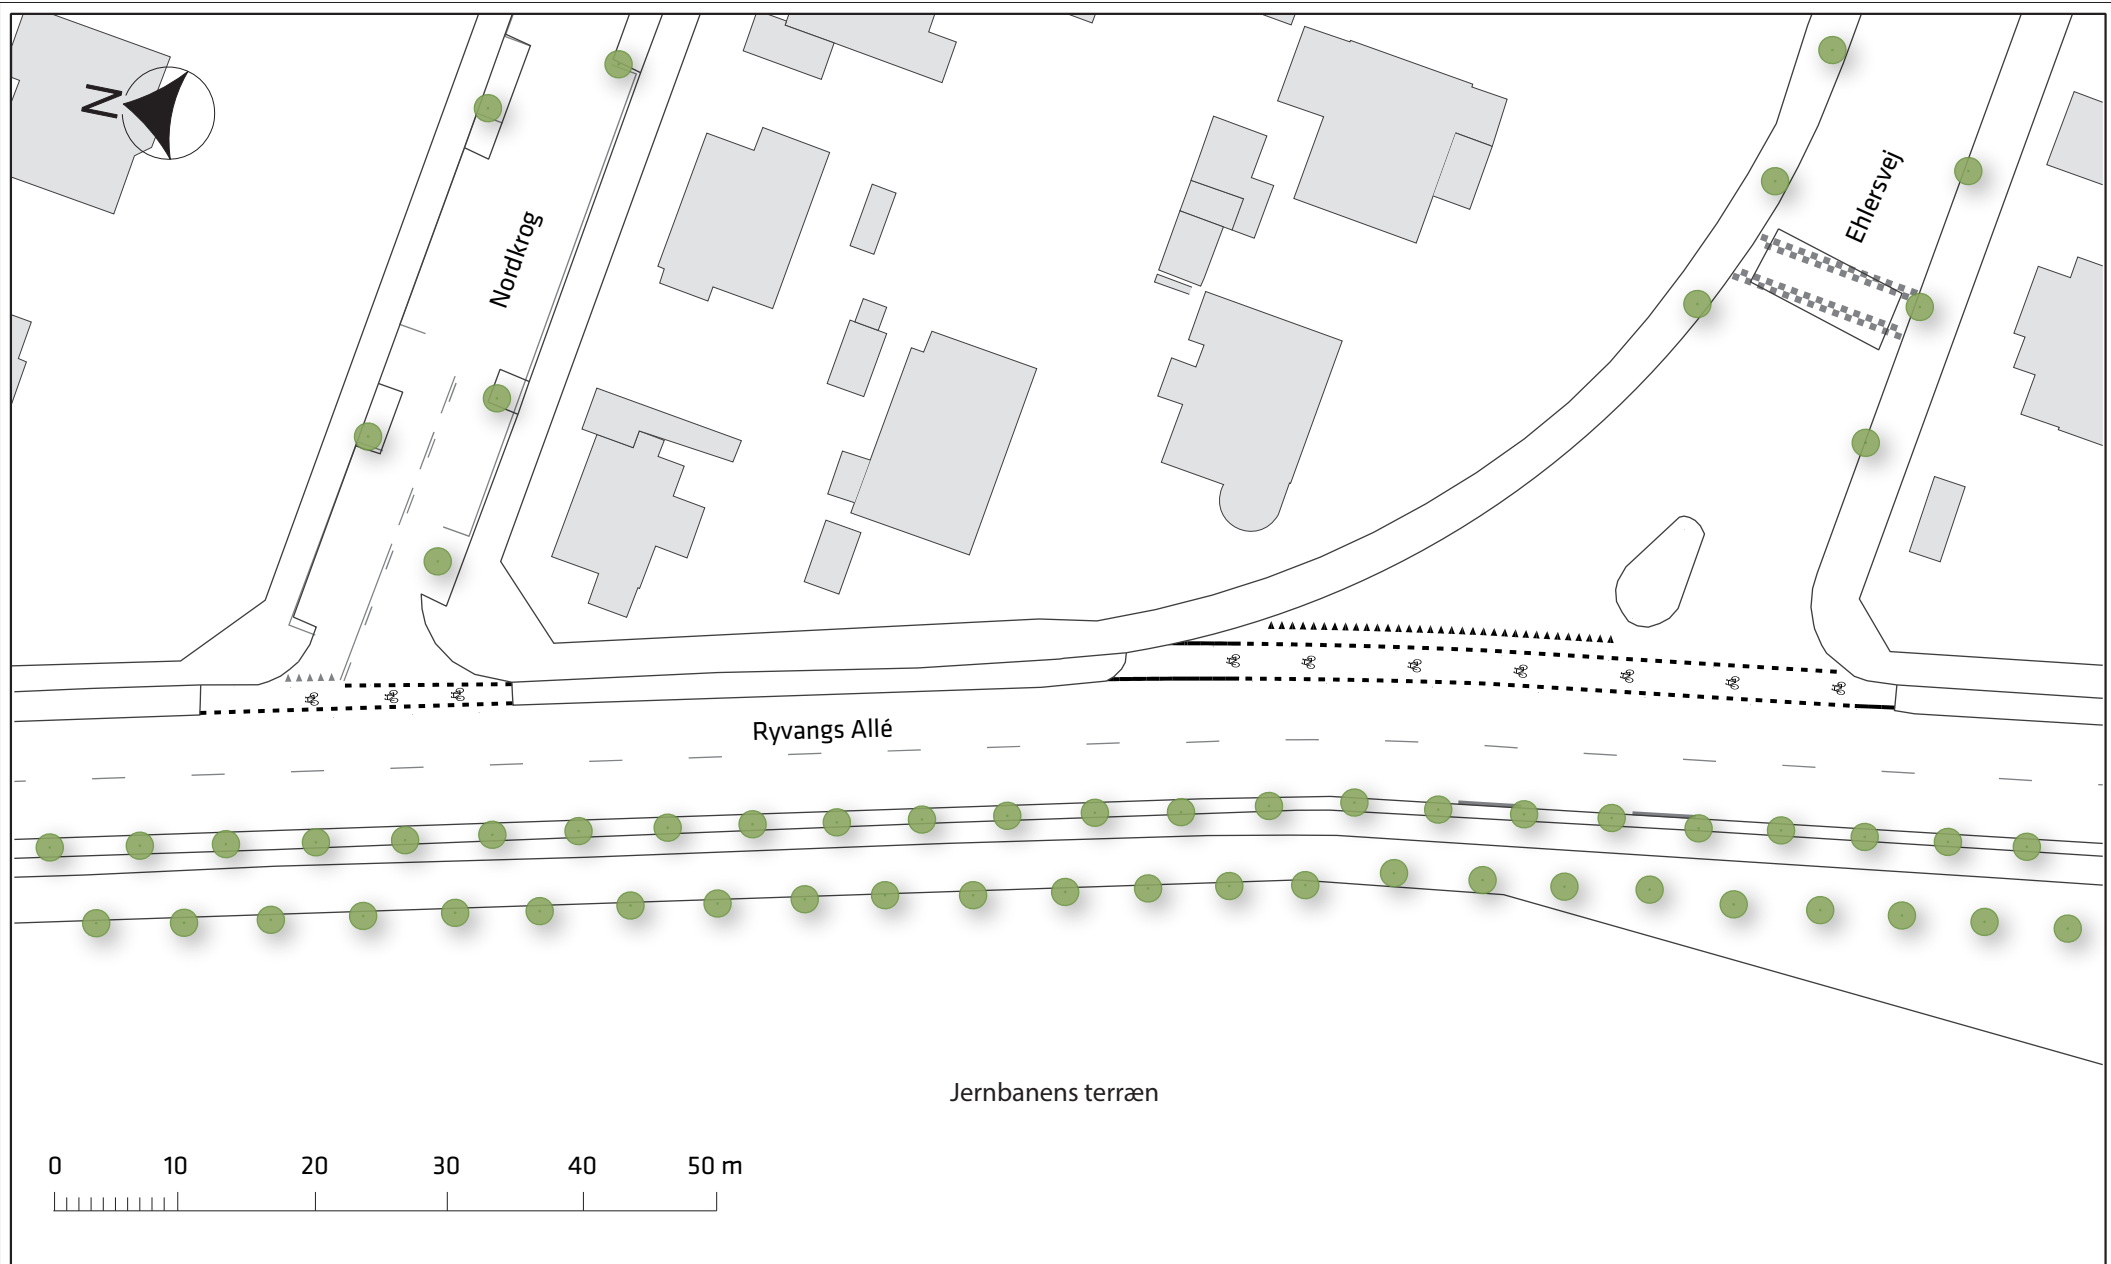 N
Nordkrog
Ehlersvej
Ryvangs Allé
Jernbanens terræn
0 10 20 30 40 50 m